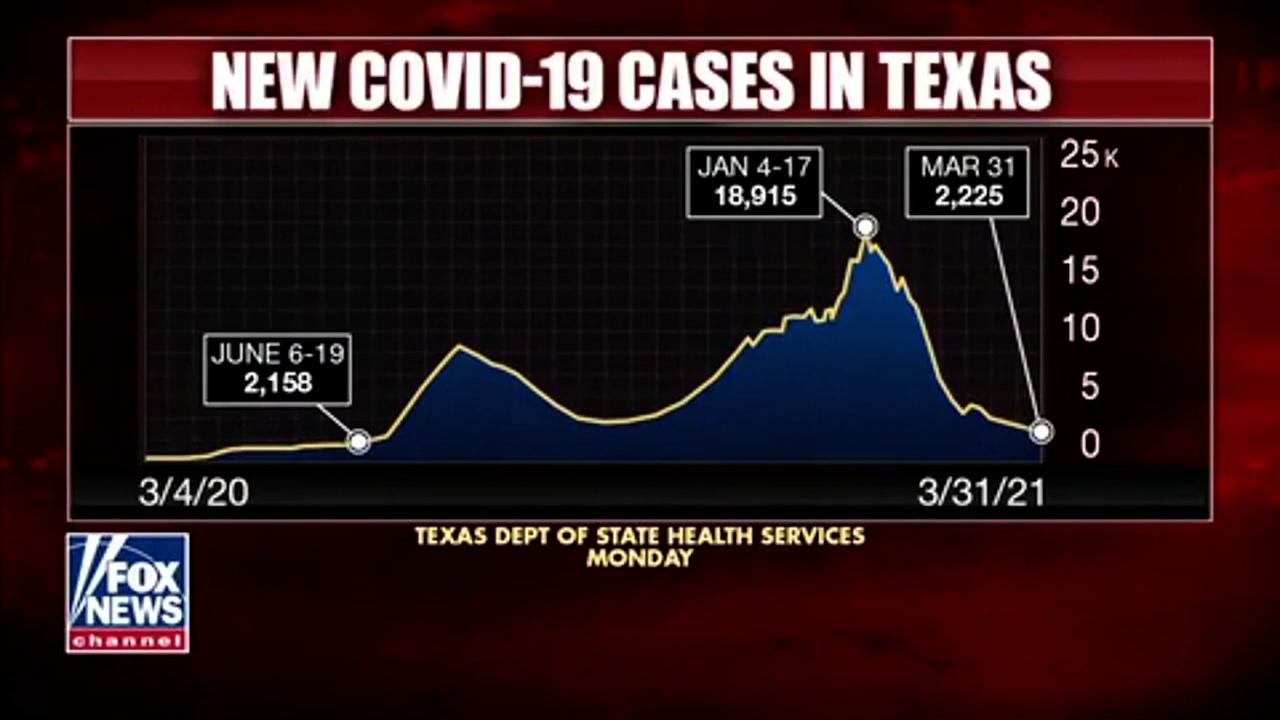 NEW COVID-19 CASES IN TEXAS
JAN 4-17
18,915
MAR 31
2,225
JUNE 6-19
2,158
25K
20
15
10
5
0
3/4/20
3/31/21
TEXAS DEPT OF STATE HEALTH SERVICES
MONDAY
FOX
NEWS
channel